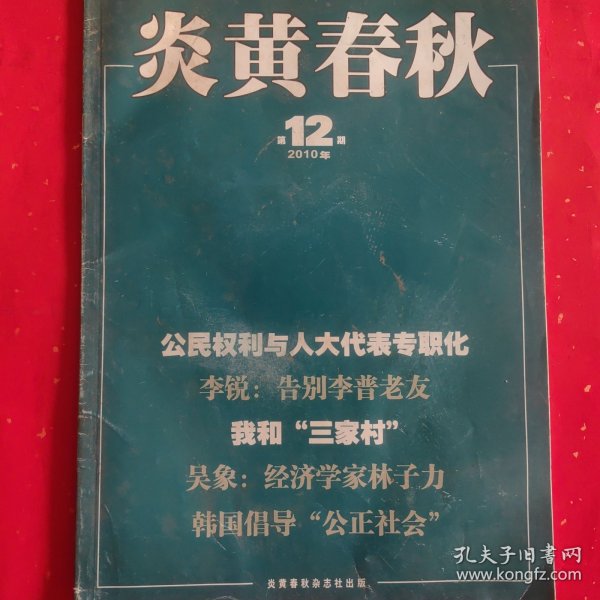 炎黄春秋
第12期
2010年
公民权利与人大代表专职化
李锐：告别李普老友
我和“三家村”
吴象：经济学家林子力
韩国倡导“公正社会”
炎黄春秋杂志社出版
孔夫子旧书网
www.kongfz.com